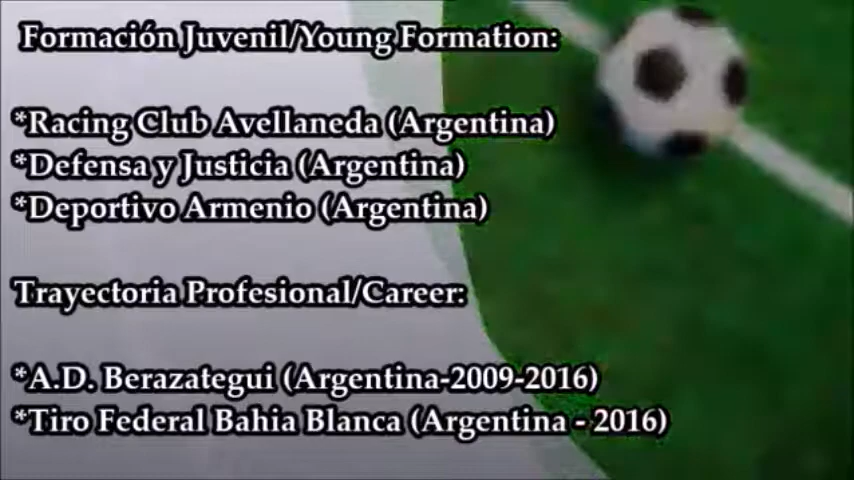 Formación Juvenil/Young Formation:
*Racing Club Avellaneda (Argentina)
*Defensa y Justicia (Argentina)
*Deportivo Armenio (Argentina)
Trayectoria Profesional/Career:
*A.D. Berazategui (Argentina-2009-2016)
*Tiro Federal Bahia Blanca (Argentina - 2016)